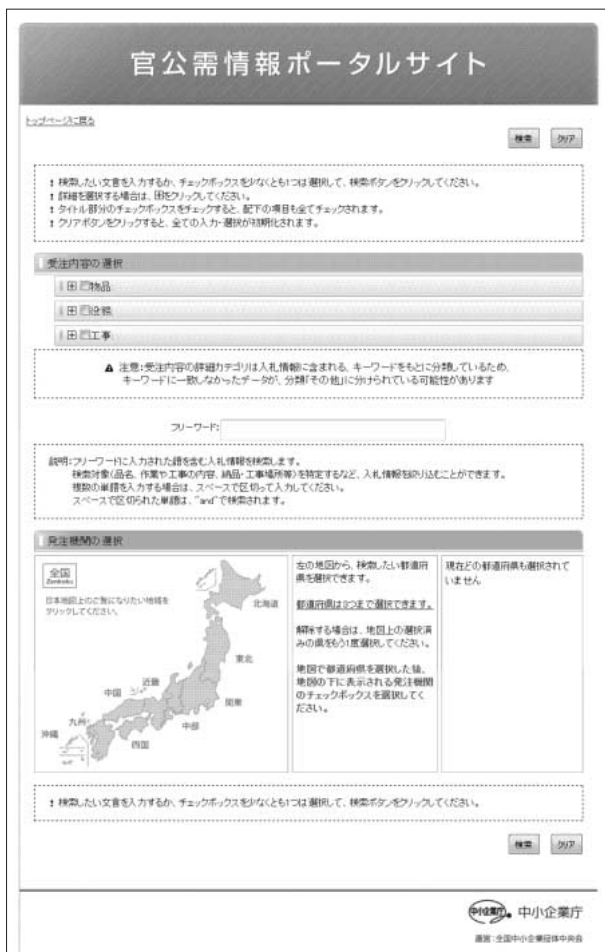 官公需情報ポータルサイト
トップページに戻る
検索 クリア
! 検索したい文言を入力するか、チェックボックスを少なくとも1つは選択して、検索ボタンをクリックしてください。
! 詳細を選択する場合は、田をクリックしてください。
! タイトル部分のチェックボックスをチェックすると、配下の項目も全てチェックされます。
! クリアボタンをクリックすると、全ての入力・選択が初期化されます。
受注内容の選択
物品
役務
工事
注意:受注内容の詳細カテゴリは入札情報に含まれる、キーワードをもとに分類しているため、
キーワードに一致しなかったデータが、分類「その他」に分けられている可能性があります
フリーワード:
説明:フリーワードに入力された語を含む入札情報を検索します。
検索対象(品名、作業や工事の内容、納品・工事場所等)を特定するなど、入札情報を絞り込むことができます。
複数の単語を入力する場合は、スペースで区切って入力してください。
スペースで区切られた単語は、"and"で検索されます。
発注機関の選択
全国
Zenkoku
日本地図上のご覧になりたい地域を
クリックしてください。
北海道
東北
関東
中部
近畿
中国
四国
九州
沖縄
左の地図から、検索したい都道府
県を選択できます。
都道府県は3つまで選択できます。
解除する場合は、地図上の選択済
みの県をもう1度選択してください。
地図で都道府県を選択した後、
地図の下に表示される発注機関
のチェックボックスを選択してく
ださい。
現在どの都道府県も選択されて
いません
! 検索したい文言を入力するか、チェックボックスを少なくとも1つは選択して、検索ボタンをクリックしてください。
検索 クリア
中小企業庁 中小企業庁
運営:全国中小企業団体中央会